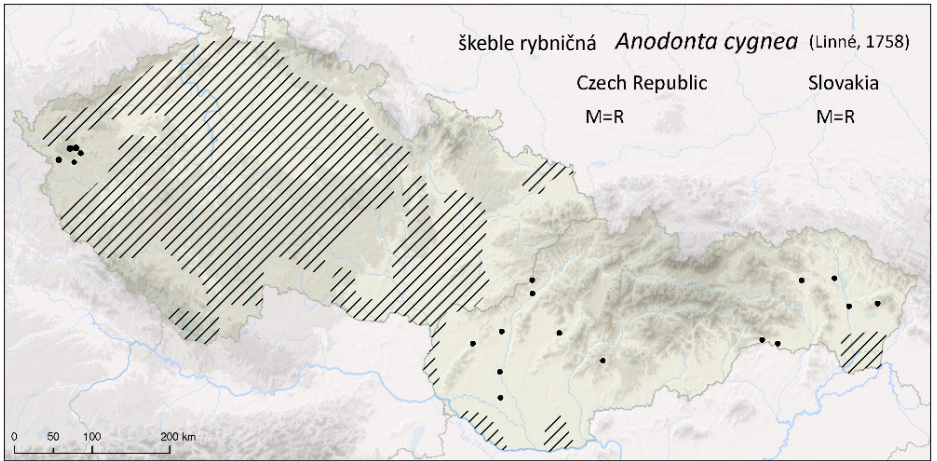 škeble rybničná Anodonta cygnea (Linné, 1758)
Czech Republic Slovakia
M=R M=R
0 50 100 200 km